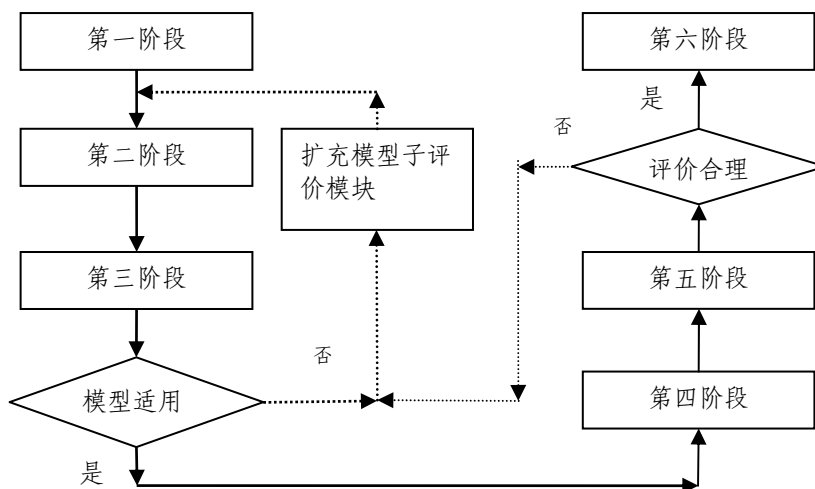 第一阶段
第二阶段
第三阶段
模型适用
是
否
扩充模型子评
价模块
第六阶段
是
否
评价合理
第五阶段
第四阶段